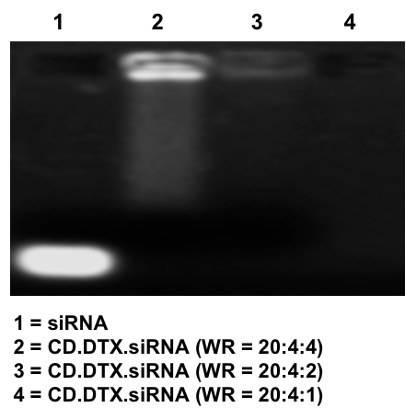 1 2 3 4
1 = siRNA
2 = CD.DTX.siRNA (WR = 20:4:4)
3 = CD.DTX.siRNA (WR = 20:4:2)
4 = CD.DTX.siRNA (WR = 20:4:1)